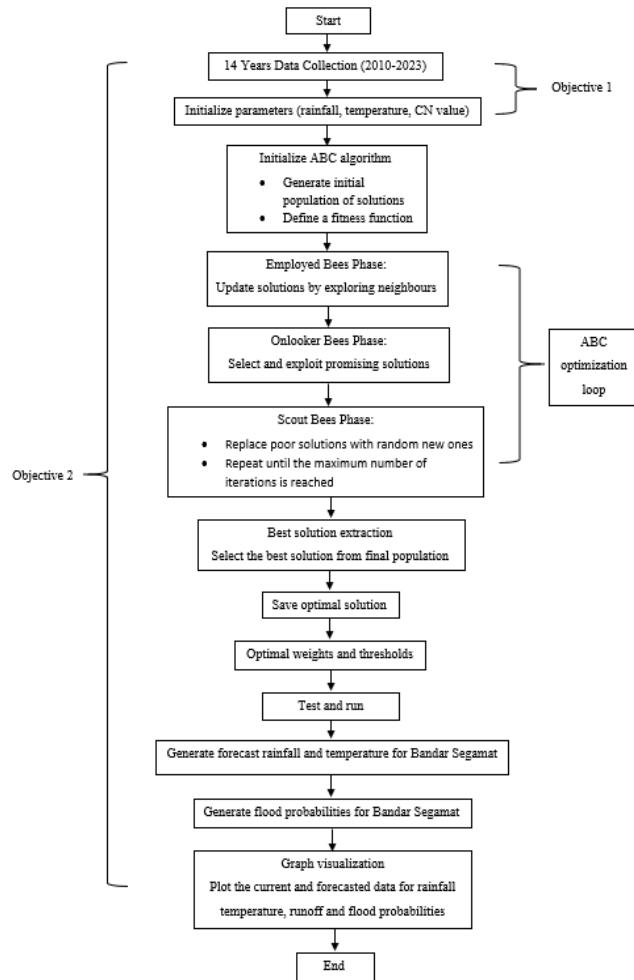 Start
14 Years Data Collection (2010-2023)
Objective 1
Initialize parameters (rainfall, temperature, CN value)
Initialize ABC algorithm
• Generate initial
population of solutions
• Define a fitness function
Employed Bees Phase:
Update solutions by exploring neighbours
Onlooker Bees Phase:
Select and exploit promising solutions
ABC
optimization
loop
Scout Bees Phase:
• Replace poor solutions with random new ones
• Repeat until the maximum number of
iterations is reached
Objective 2
Best solution extraction
Select the best solution from final population
Save optimal solution
Optimal weights and thresholds
Test and run
Generate forecast rainfall and temperature for Bandar Segamat
Generate flood probabilities for Bandar Segamat
Graph visualization
Plot the current and forecasted data for rainfall
temperature, runoff and flood probabilities
End